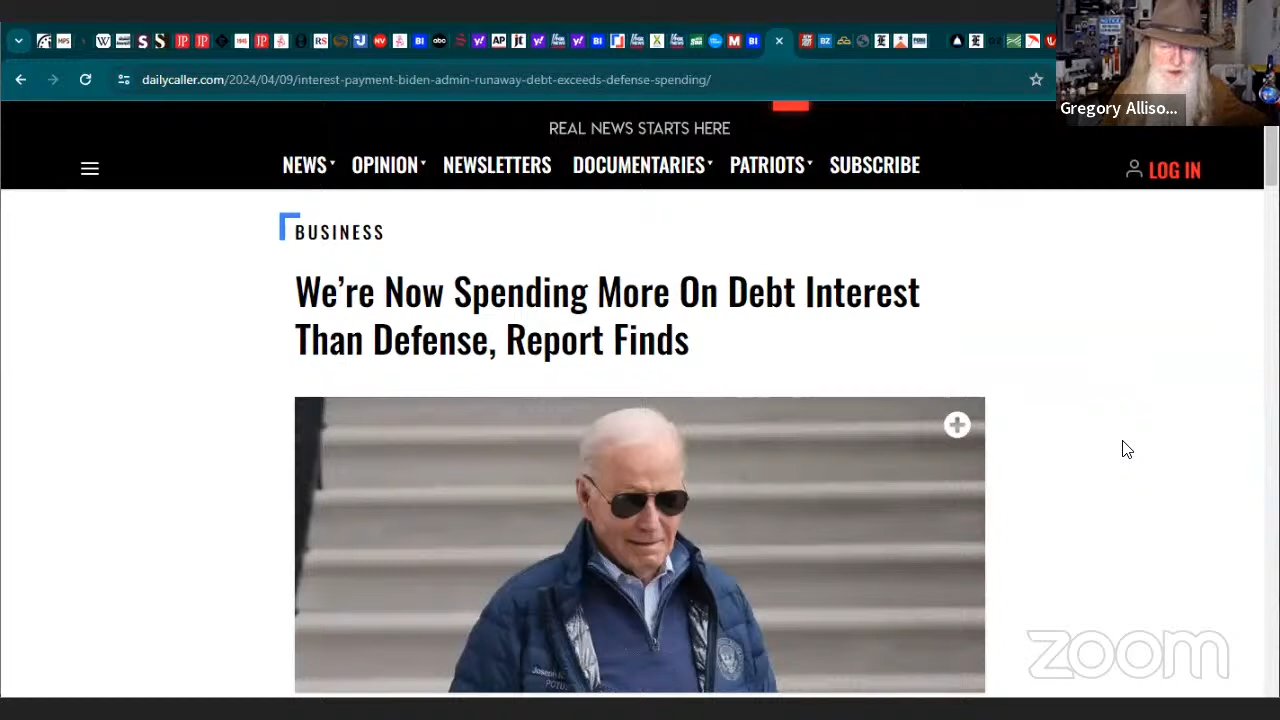 dailycaller.com/2024/04/09/interest-payment-biden-admin-runaway-debt-exceeds-defense-spending/
Gregory Alliso...
REAL NEWS STARTS HERE
NEWS OPINION NEWSLETTERS DOCUMENTARIES PATRIOTS SUBSCRIBE
LOG IN
BUSINESS
We’re Now Spending More On Debt Interest
Than Defense, Report Finds
POTU
zoom